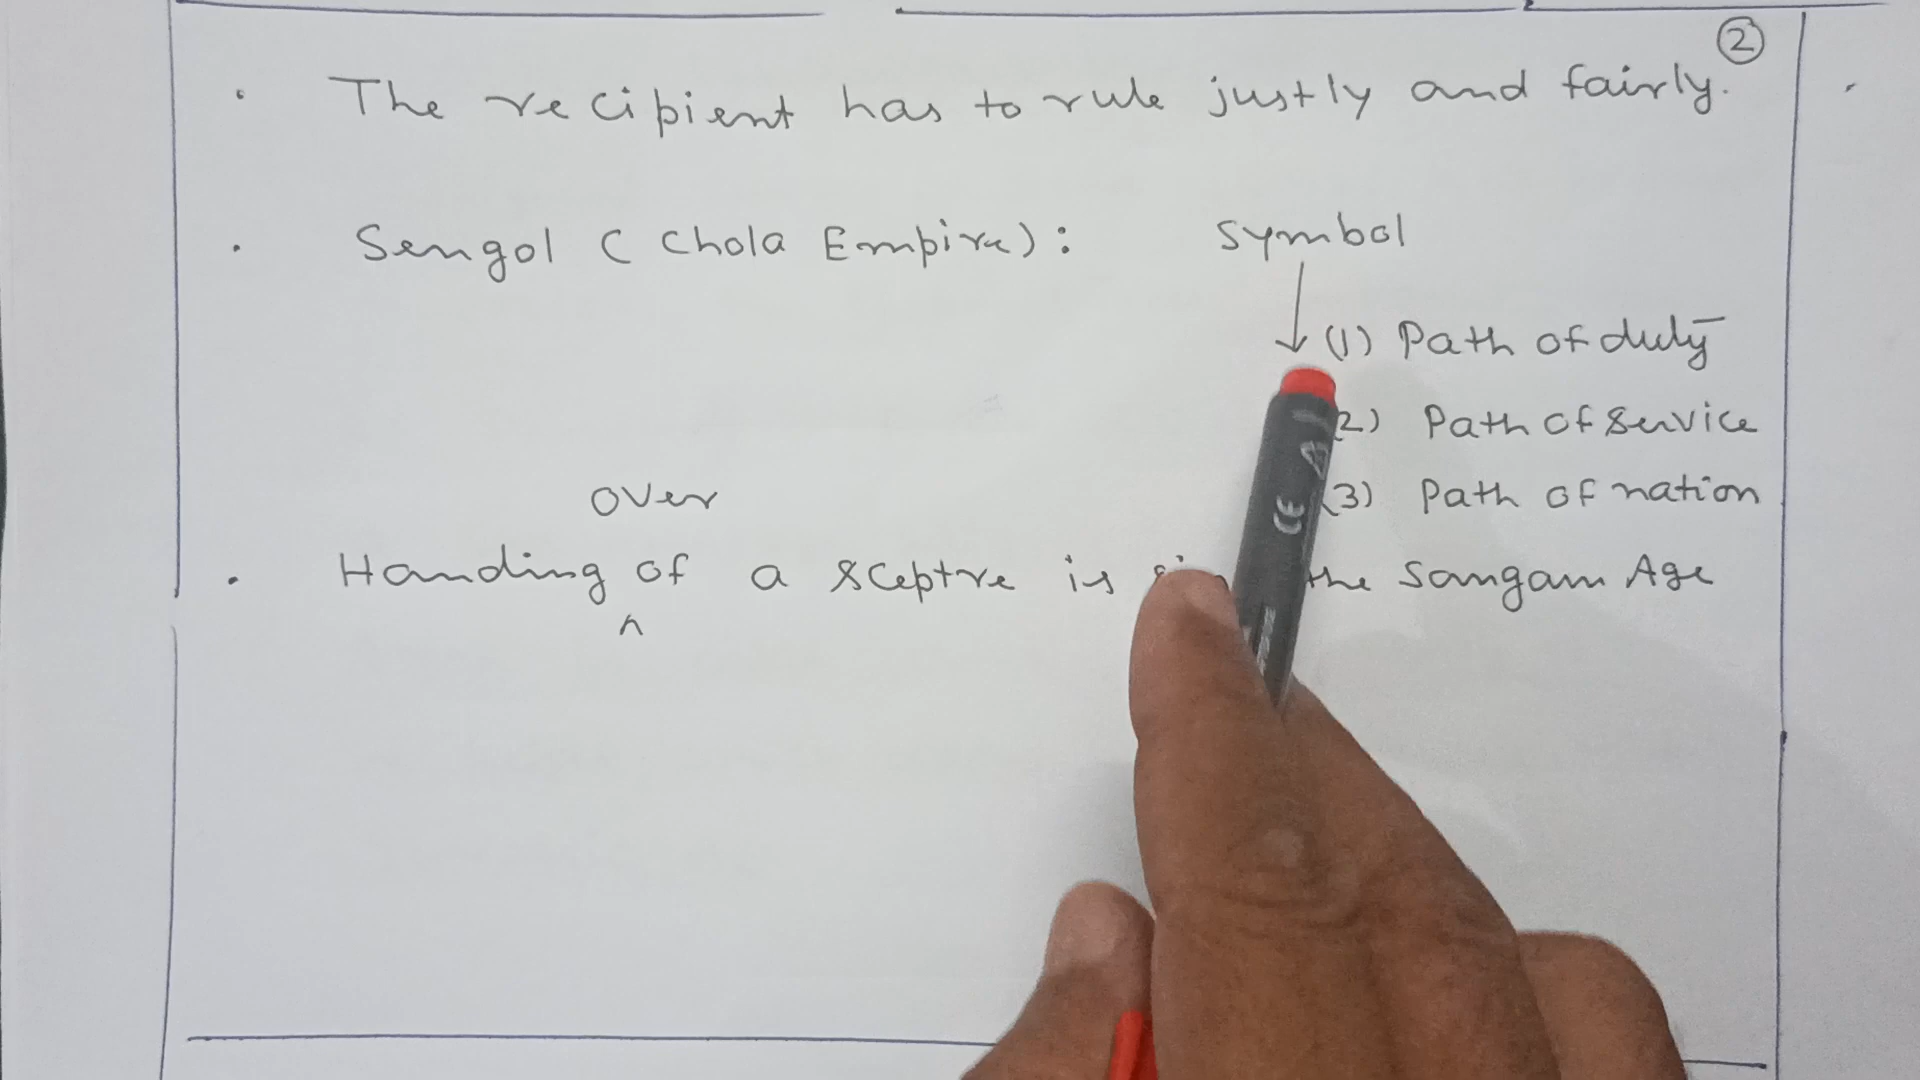 ②
• The recipient has to rule justly and fairly.
• Sengol ( Chola Empire) : Symbol
↓ (1) Path of duty
2) Path of service
(3) Path of nation
over
• Handing ^ of a sceptre is the Sangam Age
CE